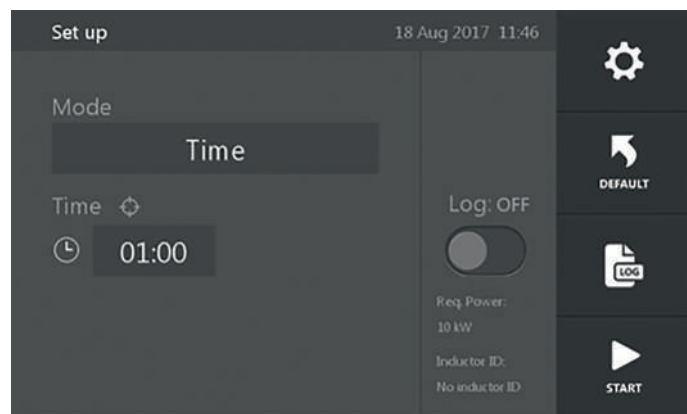 Set up
18 Aug 2017 11:46
Mode
Time
Time
01:00
Log: OFF
Req. Power:
10 kW
Inductor ID:
No inductor ID
DEFAULT
LOG
START